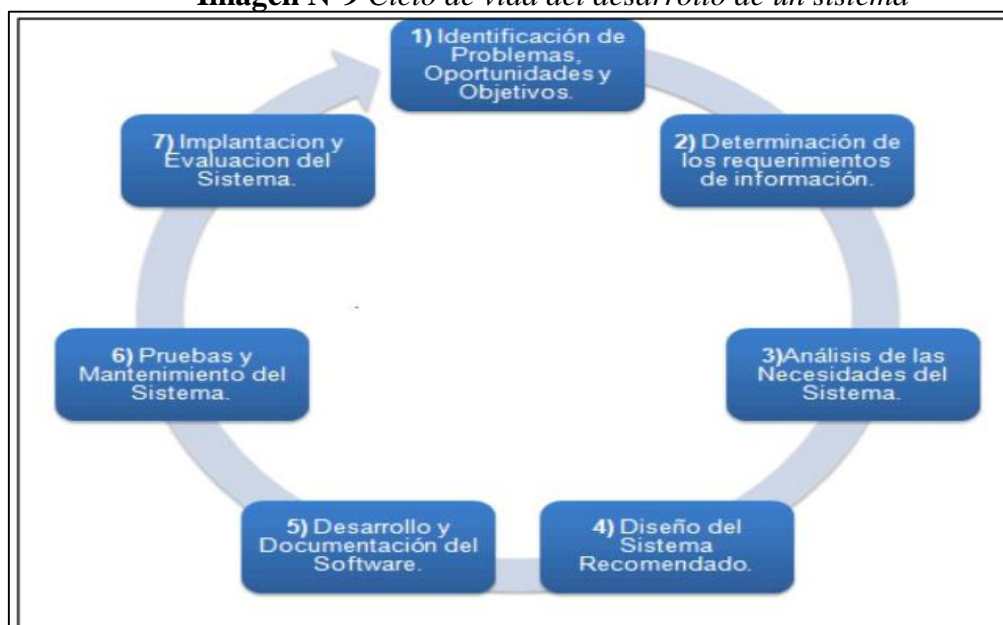 Imagen N°9 Ciclo de vida del desarrollo de un sistema
1) Identificación de
Problemas,
Oportunidades y
Objetivos.
2) Determinación de
los requerimientos
de información.
3)Análisis de las
Necesidades del
Sistema.
4) Diseño del
Sistema
Recomendado.
5) Desarrollo y
Documentación del
Software.
6) Pruebas y
Mantenimiento del
Sistema.
7) Implantacion y
Evaluacion del
Sistema.